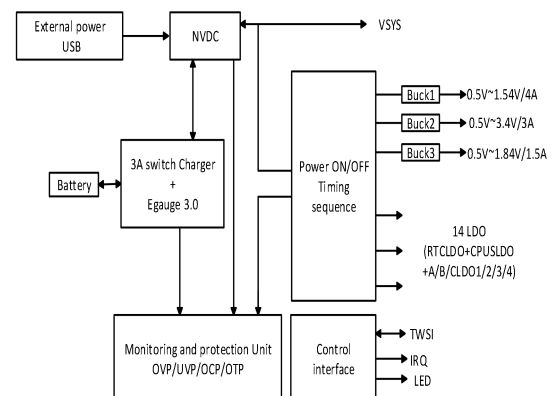 External power
USB
NVDC
VSYS
Buck1
0.5V~1.54V/4A
Buck2
0.5V~3.4V/3A
Buck3
0.5V~1.84V/1.5A
3A switch Charger
+
Egauge 3.0
Battery
Power ON/OFF
Timing
sequence
14 LDO
(RTCLDO+CPUSLDO
+A/B/CLDO1/2/3/4)
Monitoring and protection Unit
OVP/UVP/OCP/OTP
Control
interface
TWSI
IRQ
LED